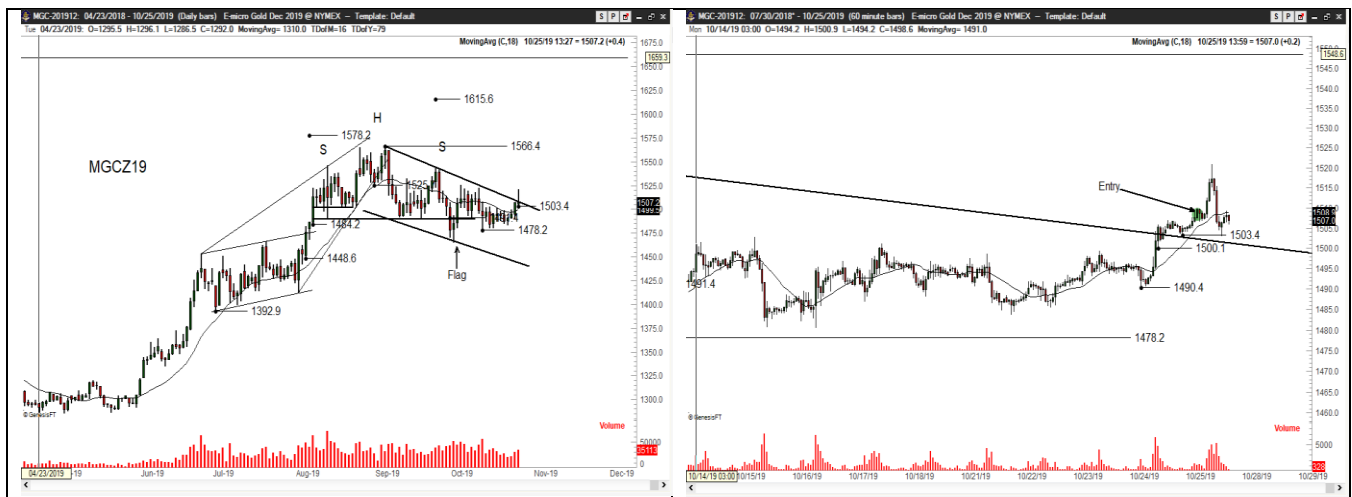 MGC-201912: 04/23/2018 - 10/25/2019 (Daily bars) E-micro Gold Dec 2019 @ NYMEX -- Template: Default
S P
Tue 04/23/2019: O=1295.5 H=1296.1 L=1286.5 C=1292.0 MovingAvg= 1310.0 TDofM=16 TDofY=79
MovingAvg (C,18) 10/25/19 13:27 = 1507.2 (+0.4)
1675.0
1659.3
1650.0
1625.0
1600.0
1575.0
1550.0
1525.0
1507.2
1499.5
1475.0
1450.0
1425.0
1400.0
1375.0
1350.0
1325.0
1300.0
MGCZ19
1615.6
H
1578.2
S
S
1566.4
1503.4
1484.2
1478.2
1448.6
Flag
1392.9
© GenesisFT
Volume
50000
35113
0
04/23/2019
-19
Jun-19
Jul-19
Aug-19
Sep-19
Oct-19
Nov-19
Dec-19
MGC-201912: 07/30/2018* - 10/25/2019 (60 minute bars) E-micro Gold Dec 2019 @ NYMEX -- Template: Default
S P
Mon 10/14/19 03:00 O=1494.2 H=1500.9 L=1494.2 C=1498.6 MovingAvg= 1491.0
MovingAvg (C,18) 10/25/19 13:59 = 1507.0 (+0.2)
1548.6
1545.0
1540.0
1535.0
1530.0
1525.0
1520.0
1515.0
1507.0
1500.0
1495.0
1490.0
1485.0
1480.0
1475.0
1470.0
1465.0
1460.0
Entry
1503.4
1500.1
1491.4
1490.4
1478.2
© GenesisFT
Volume
5000
328
10/14/19 03:00
10/15/19
10/16/19
10/17/19
10/18/19
10/21/19
10/22/19
10/23/19
10/24/19
10/25/19
10/28/19
10/29/19